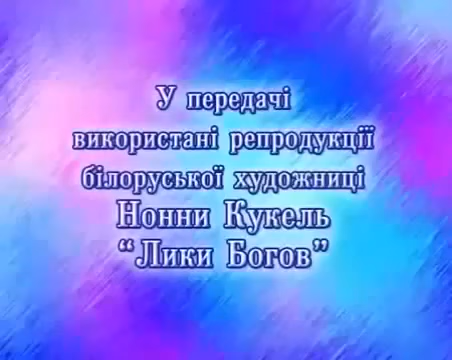 У передачі
використані репродукції
білоруської художниці
Нонни Кукель
“Лики Богов”